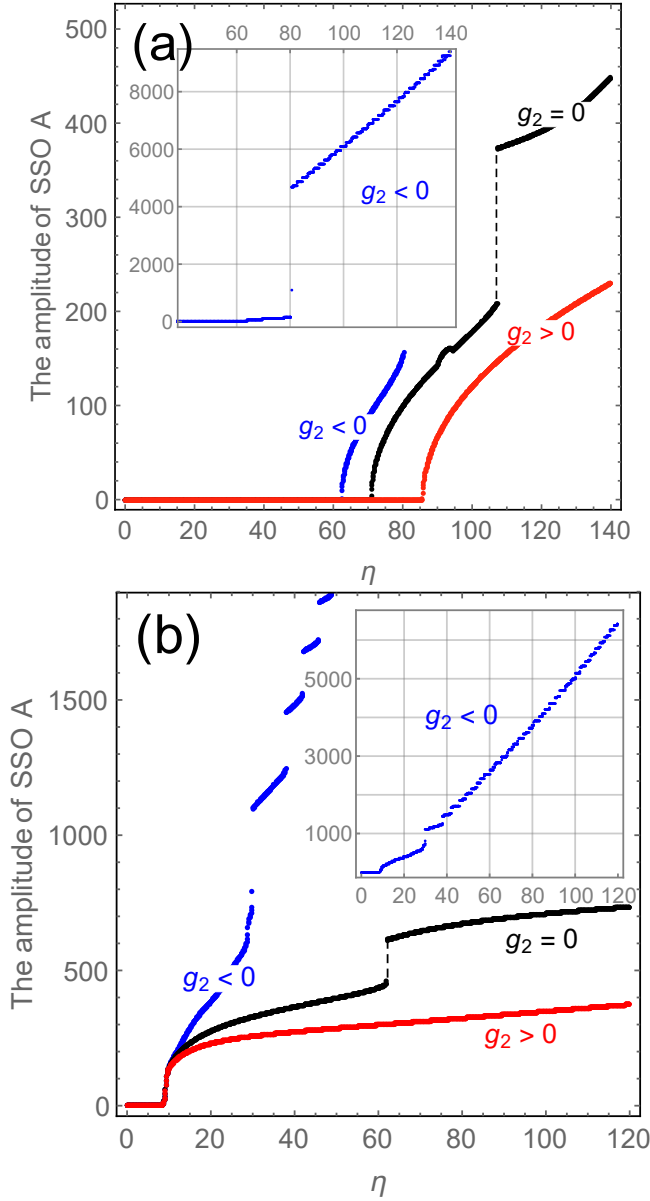 (a)
60 80 100 120 140
500
400
300
200
100
0
The amplitude of SSO A
8000
6000
4000
2000
0
g₂ < 0
g₂ = 0
g₂ > 0
g₂ < 0
0 20 40 60 80 100 120 140
η
(b)
1500
1000
500
0
The amplitude of SSO A
5000
3000
1000
g₂ < 0
0 20 40 60 80 100 120
g₂ < 0
g₂ = 0
g₂ > 0
0 20 40 60 80 100 120
η